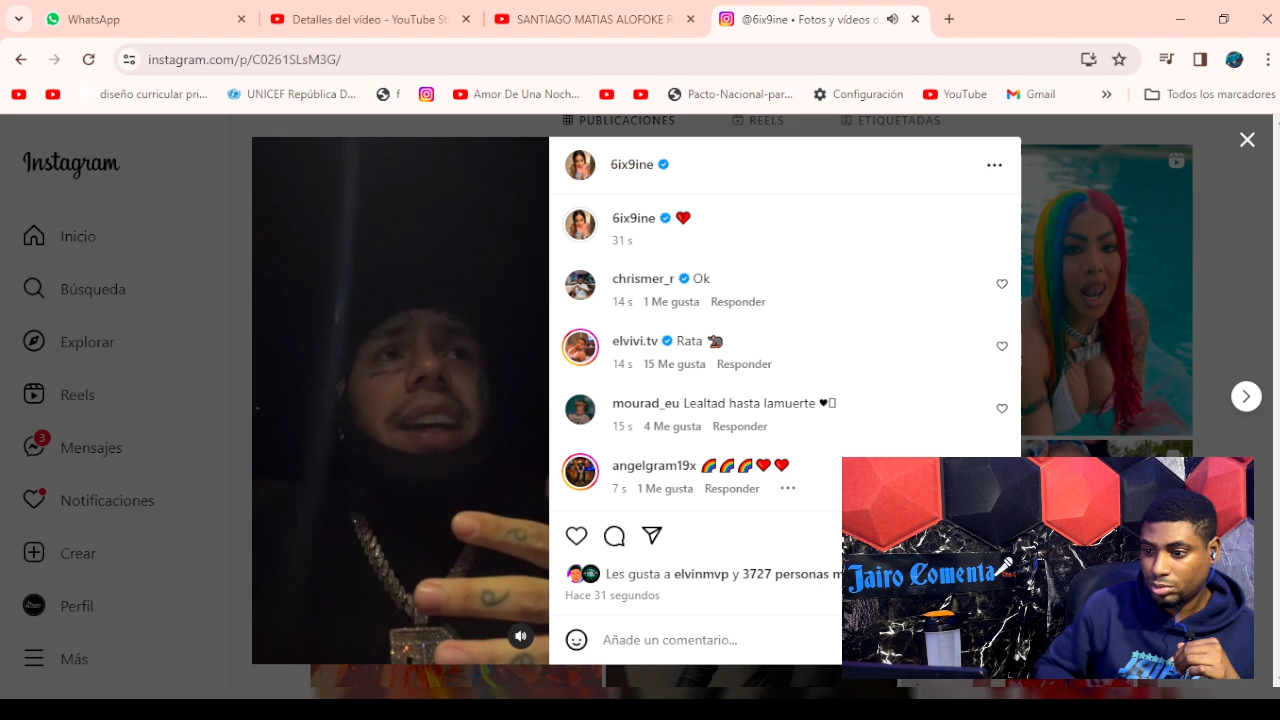 WhatsApp
Detalles del vídeo - YouTube St
SANTIAGO MATIAS ALOFOKE R
@6ix9ine • Fotos y vídeos d
instagram.com/p/C0261SLsM3G/
diseño curricular pri...
UNICEF República D...
f
Amor De Una Noch...
Pacto-Nacional-par...
Configuración
YouTube
Gmail
»
Todos los marcadores
PUBLICACIONES
REELS
ETIQUETADAS
Instagram
Inicio
Búsqueda
Explorar
Reels
3
Mensajes
Notificaciones
Crear
Perfil
Más
6ix9ine
6ix9ine ❤️
31 s
chrismer_r Ok
14 s 1 Me gusta Responder
elvivi.tv Rata 🐀
14 s 15 Me gusta Responder
mourad_eu Lealtad hasta lamuerte ♥
15 s 4 Me gusta Responder
angelgram19x 🌈🌈🌈❤️❤️
7 s 1 Me gusta Responder
Les gusta a elvinmvp y 3727 personas m
Hace 31 segundos
Añade un comentario...
Jairo Comenta